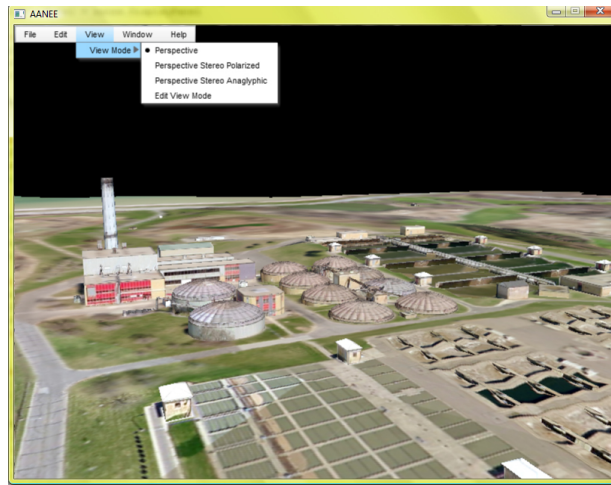 AANEE
File Edit View Window Help
View Mode
Perspective
Perspective Stereo Polarized
Perspective Stereo Anaglyphic
Edit View Mode